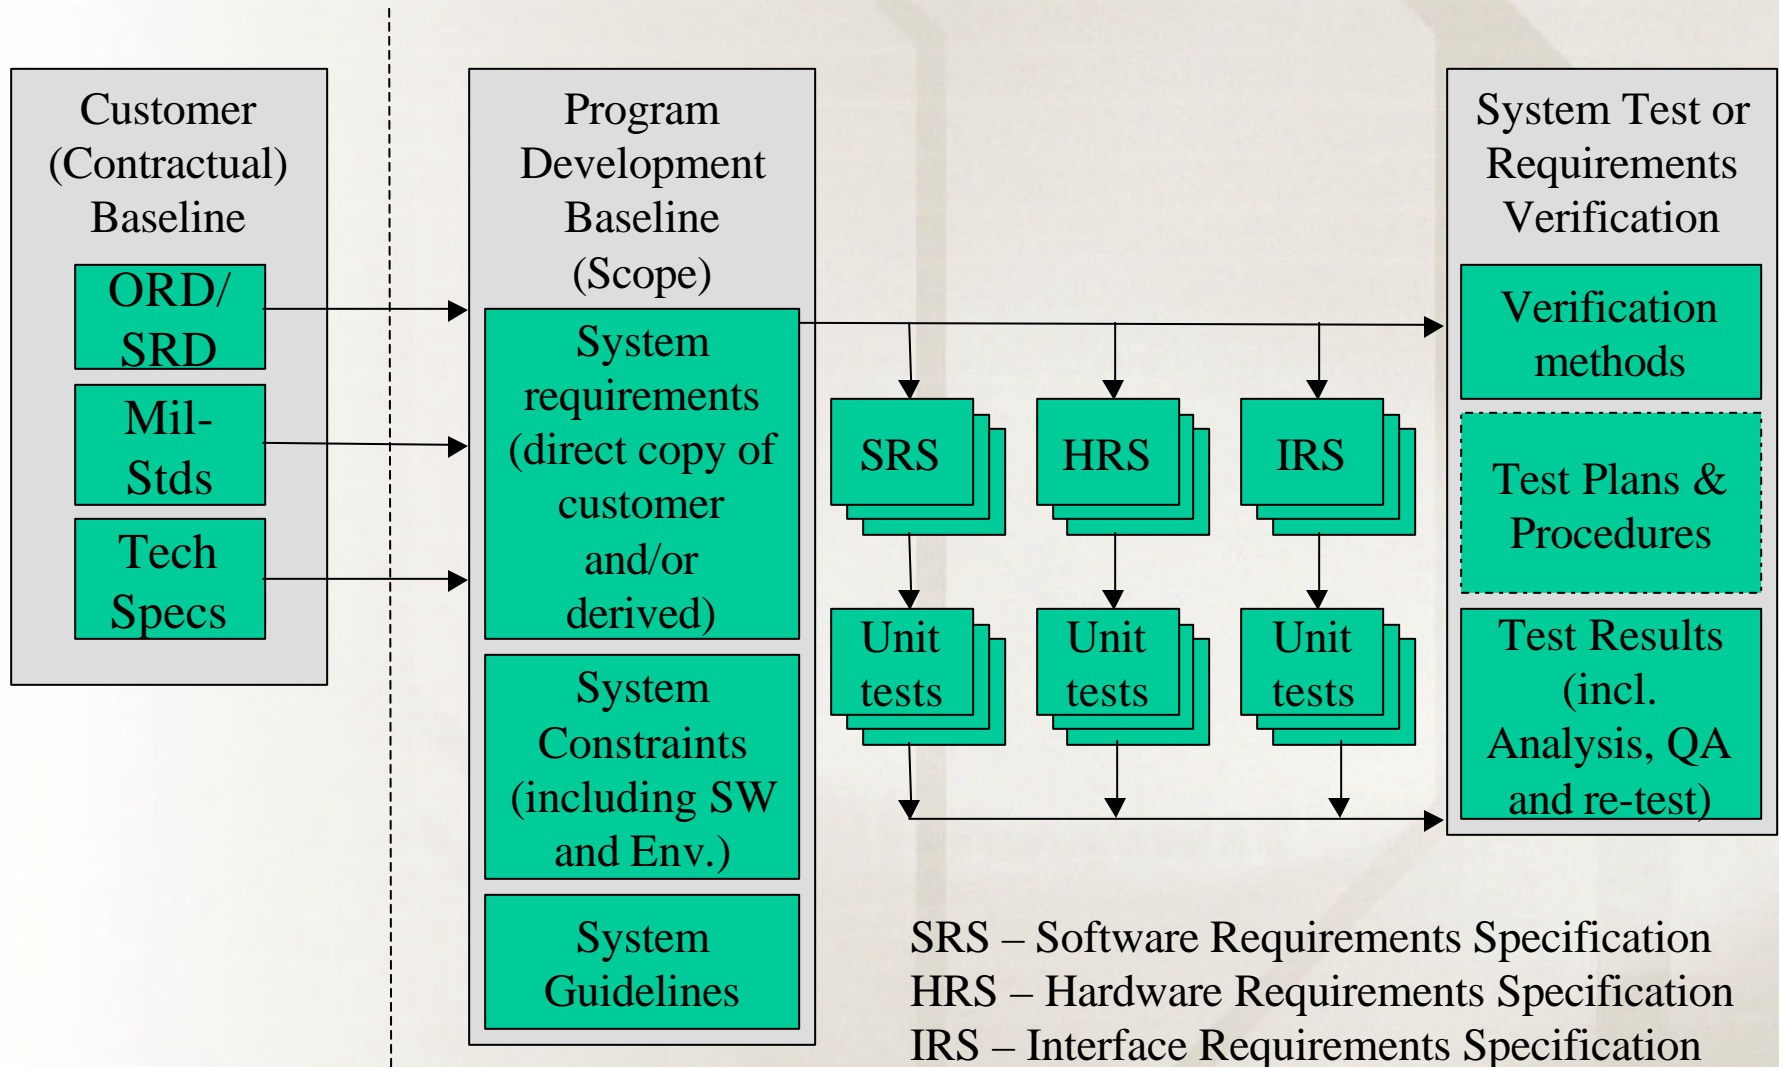 Customer
(Contractual)
Baseline
ORD/
SRD
Mil-
Stds
Tech
Specs
Program
Development
Baseline
(Scope)
System
requirements
(direct copy of
customer
and/or
derived)
System
Constraints
(including SW
and Env.)
System
Guidelines
SRS
HRS
IRS
Unit
tests
Unit
tests
Unit
tests
System Test or
Requirements
Verification
Verification
methods
Test Plans &
Procedures
Test Results
(incl.
Analysis, QA
and re-test)
SRS – Software Requirements Specification
HRS – Hardware Requirements Specification
IRS – Interface Requirements Specification